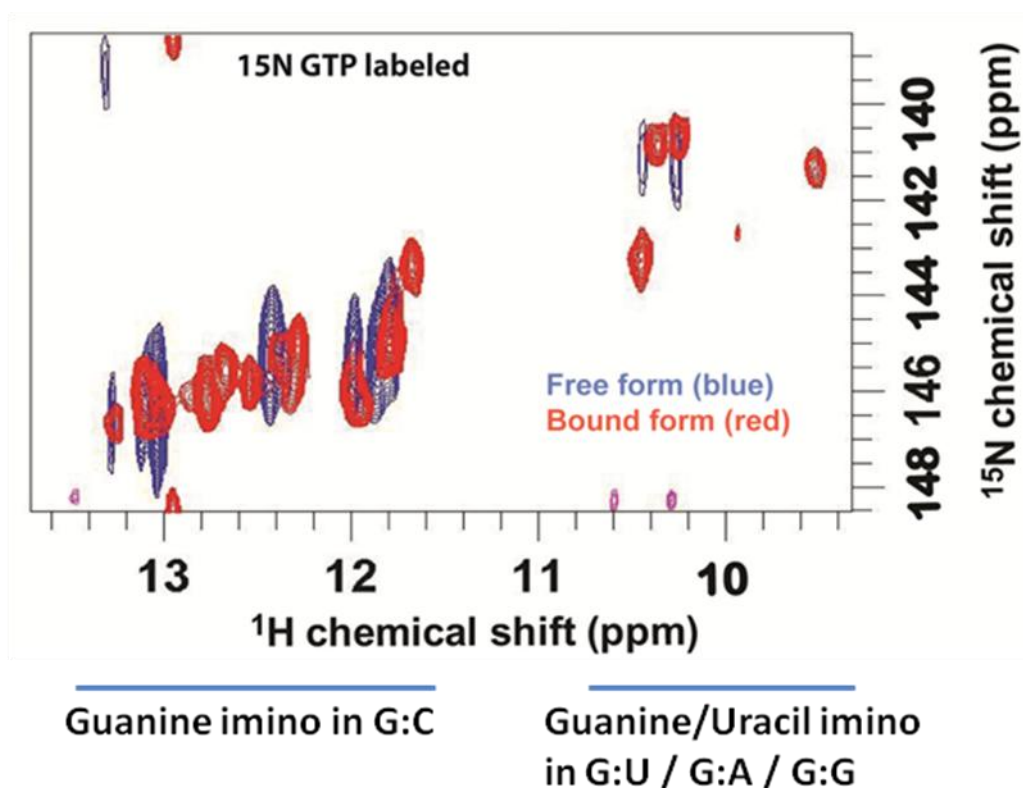 15N GTP labeled
140
142
144
146
148
15N chemical shift (ppm)
Free form (blue)
Bound form (red)
13 12 11 10
1H chemical shift (ppm)
Guanine imino in G:C
Guanine/Uracil imino
in G:U / G:A / G:G